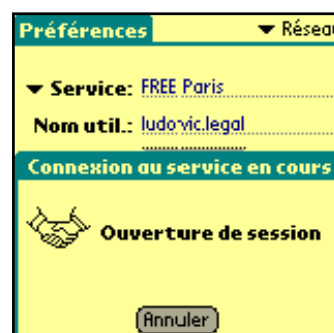 Préférences ▼ Réseau
▼ Service: FREE Paris
Nom util.: ludovic.legal
Connexion au service en cours
Ouverture de session
Annuler